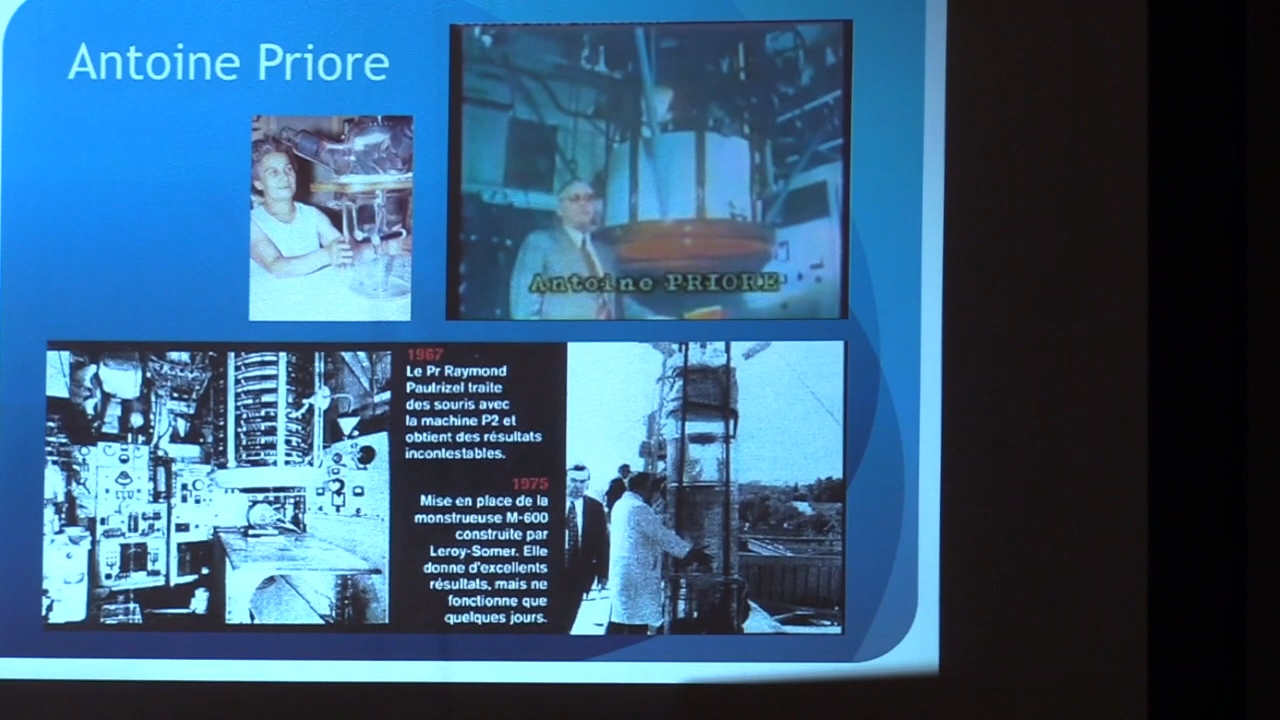 Antoine Priore
Antoine PRIORE
1967
Le Pr Raymond
Pautrizel traite
des souris avec
la machine P2 et
obtient des résultats
incontestables.
1975
Mise en place de la
monstrueuse M-600
construite par
Leroy-Somer. Elle
donne d'excellents
résultats, mais ne
fonctionne que
quelques jours.